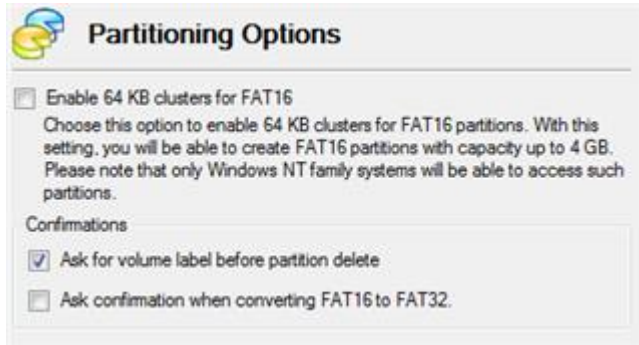 Partitioning Options
Enable 64 KB clusters for FAT16
Choose this option to enable 64 KB clusters for FAT16 partitions. With this
setting, you will be able to create FAT16 partitions with capacity up to 4 GB.
Please note that only Windows NT family systems will be able to access such
partitions.
Confirmations
Ask for volume label before partition delete
Ask confirmation when converting FAT16 to FAT32.